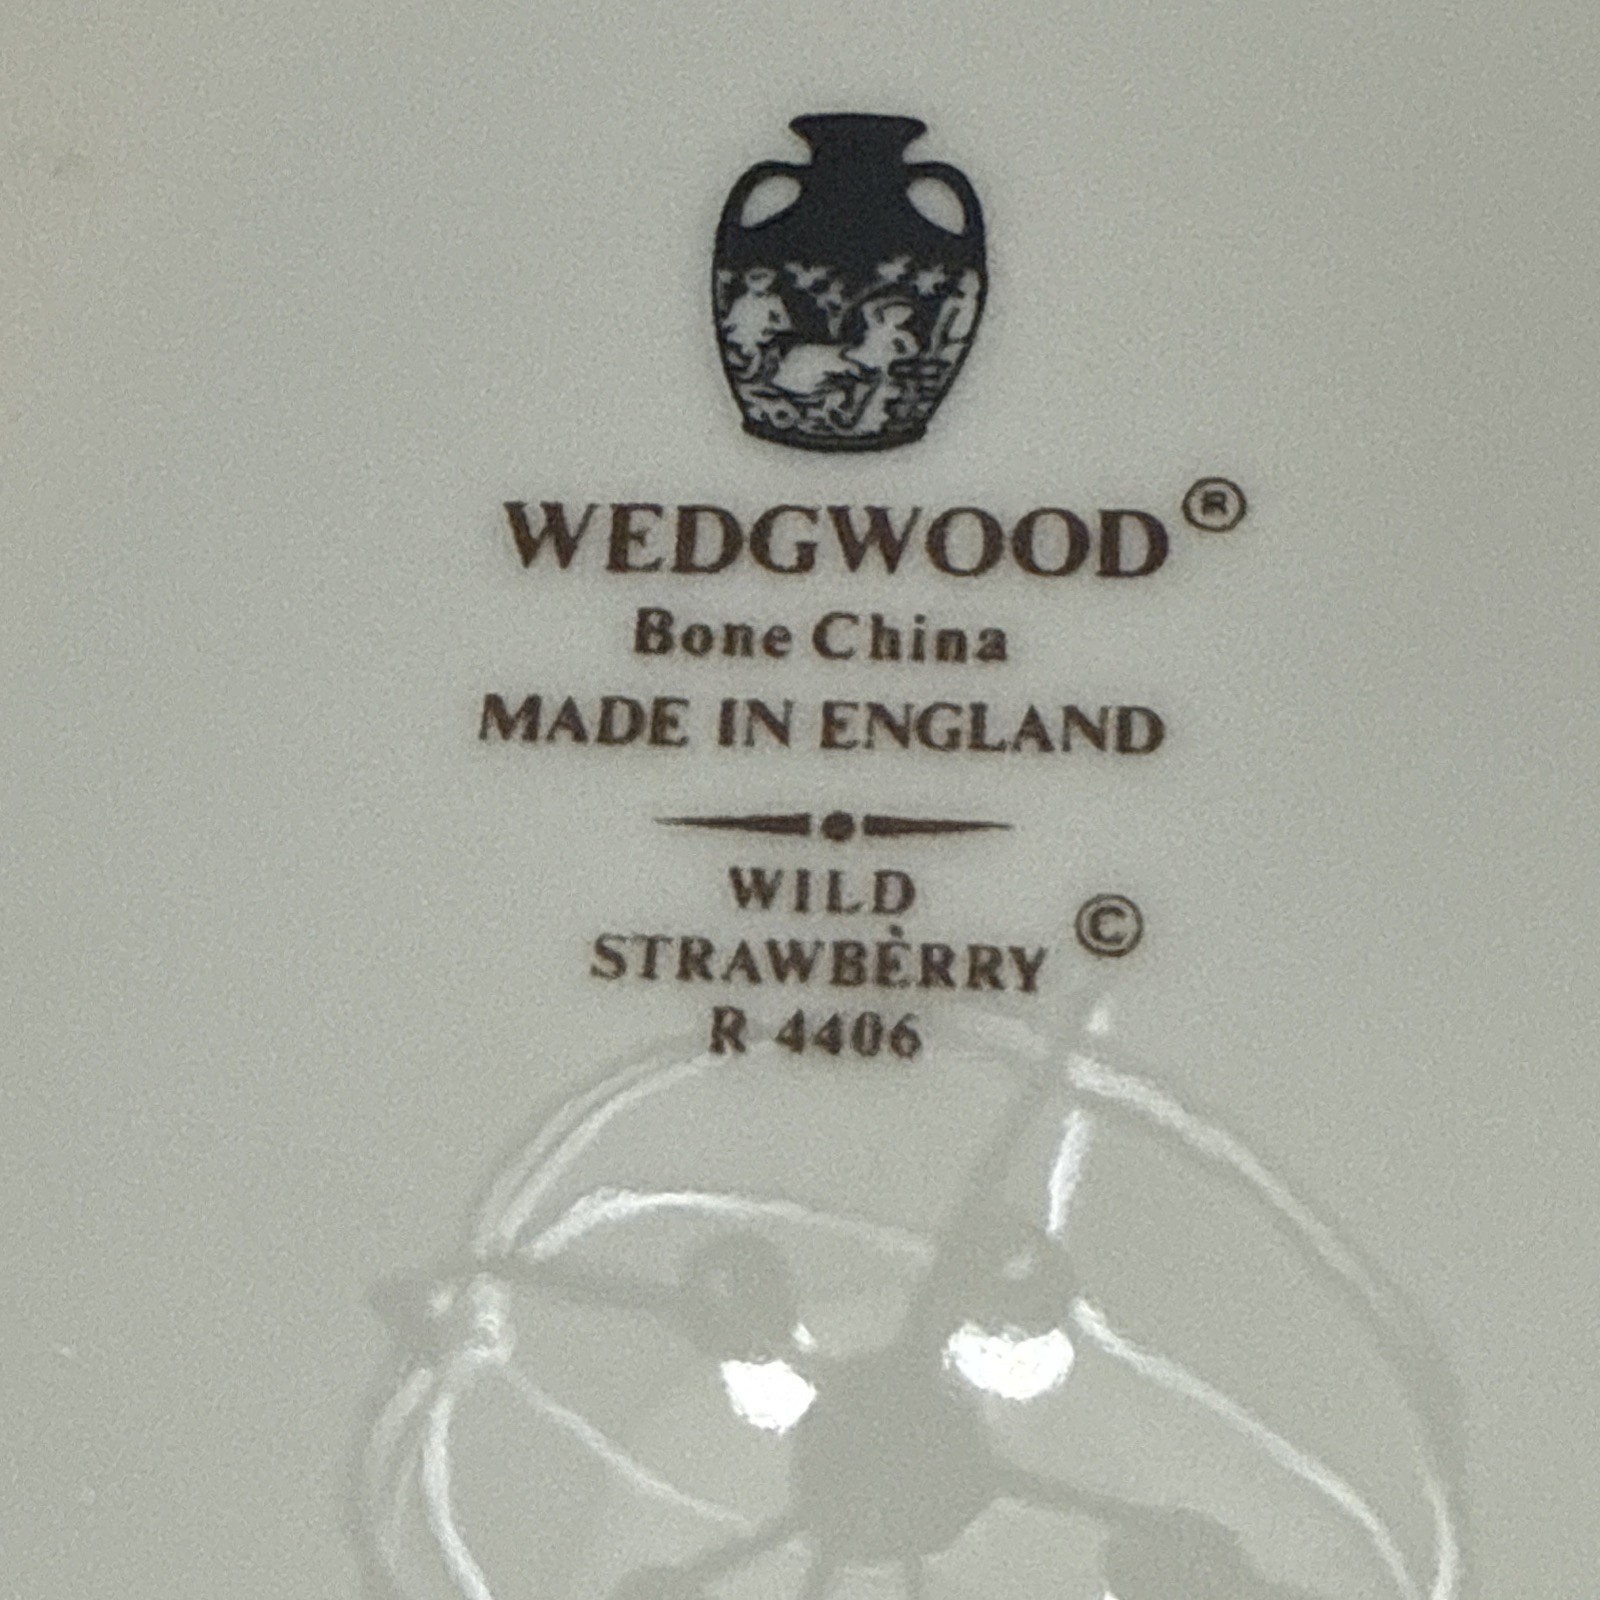 WEDGWOOD®
Bone China
MADE IN ENGLAND
WILD
STRAWBERRY ©
R 4406